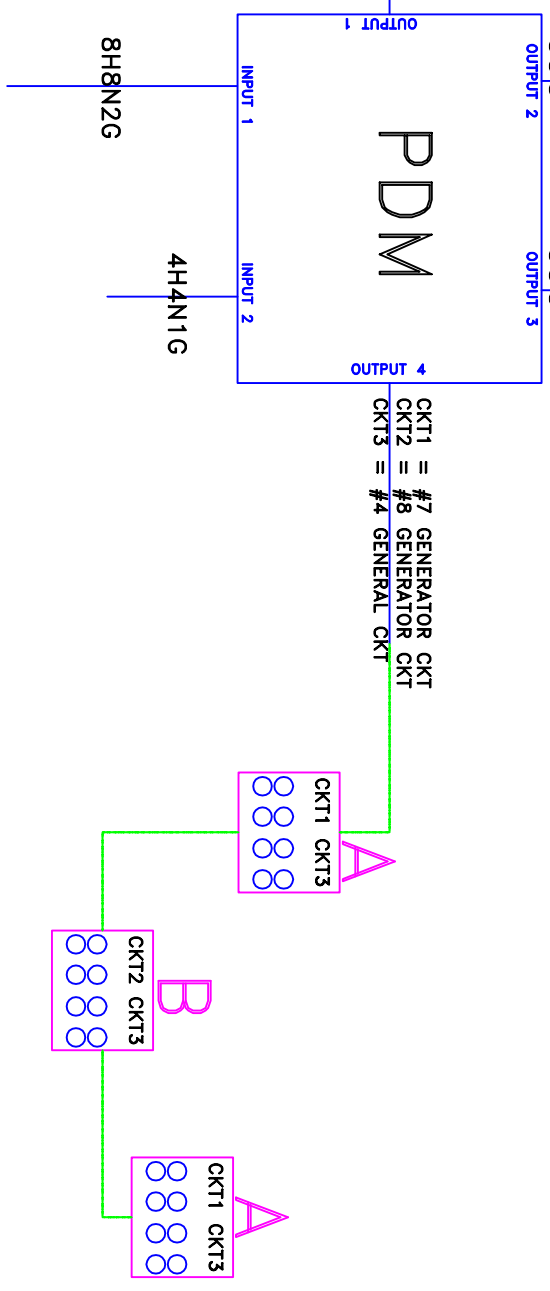 OUTPUT 1
OUTPUT 2
INPUT 1
8H8N2G
PDM
INPUT 2
4H4N1G
OUTPUT 3
OUTPUT 4
CKT1 = #7 GENERATOR CKT
CKT2 = #8 GENERATOR CKT
CKT3 = #4 GENERAL CKT
A
CKT1 CKT3
B
CKT2 CKT3
A
CKT1 CKT3